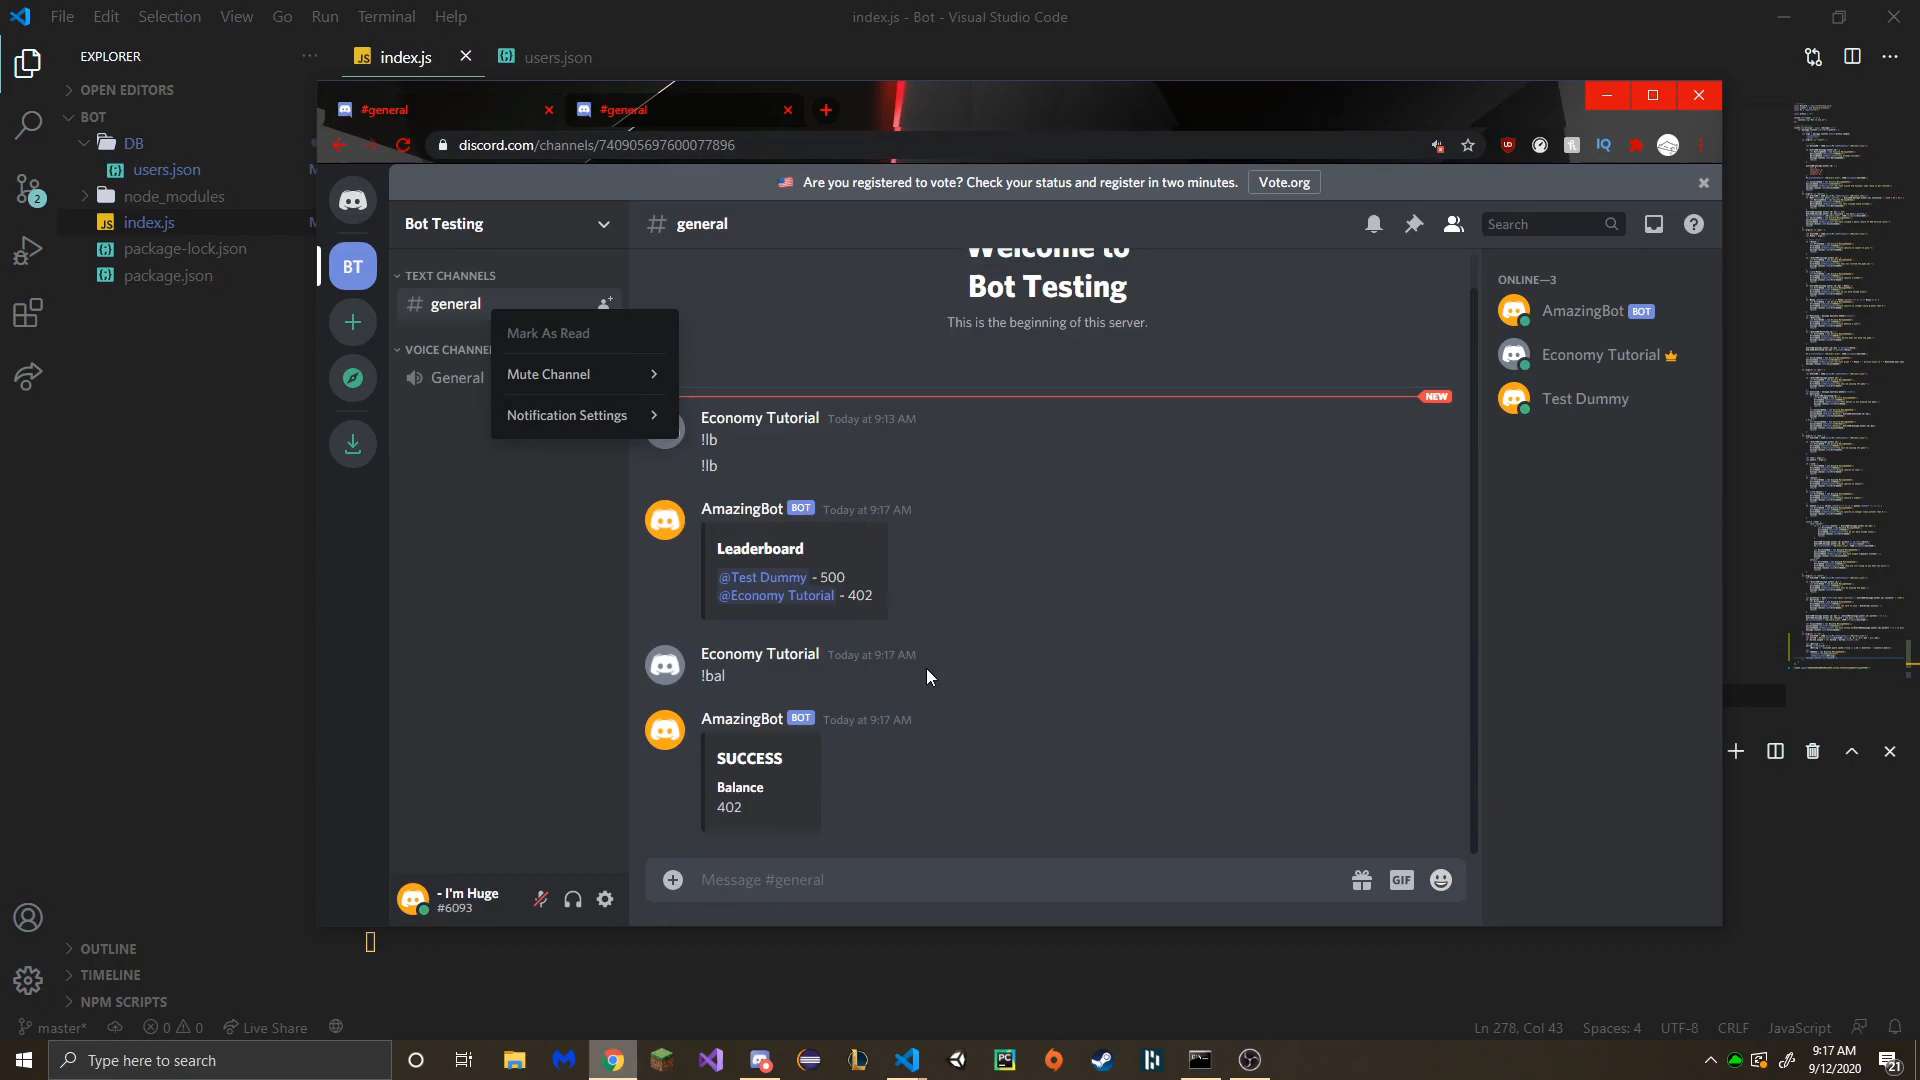 File Edit Selection View Go Run Terminal Help
index.js - Bot - Visual Studio Code
EXPLORER
index.js
users.json
OPEN EDITORS
BOT
DB
users.json
node_modules
index.js
package-lock.json
package.json
2
#general
#general
discord.com/channels/740905697600077896
Are you registered to vote? Check your status and register in two minutes. Vote.org
Bot Testing
general
Search
TEXT CHANNELS
general
VOICE CHANNE
General
BT
Mark As Read
Mute Channel
Notification Settings
Welcome to
Bot Testing
This is the beginning of this server.
NEW
Economy Tutorial Today at 9:13 AM
!lb
!lb
AmazingBot BOT Today at 9:17 AM
Leaderboard
@Test Dummy - 500
@Economy Tutorial - 402
Economy Tutorial Today at 9:17 AM
!bal
AmazingBot BOT Today at 9:17 AM
SUCCESS
Balance
402
Message #general
GIF
ONLINE—3
AmazingBot BOT
Economy Tutorial
Test Dummy
- I'm Huge
#6093
OUTLINE
TIMELINE
NPM SCRIPTS
master* 0 0 Live Share
Ln 278, Col 43 Spaces: 4 UTF-8 CRLF JavaScript
Type here to search
9:17 AM
9/12/2020
21